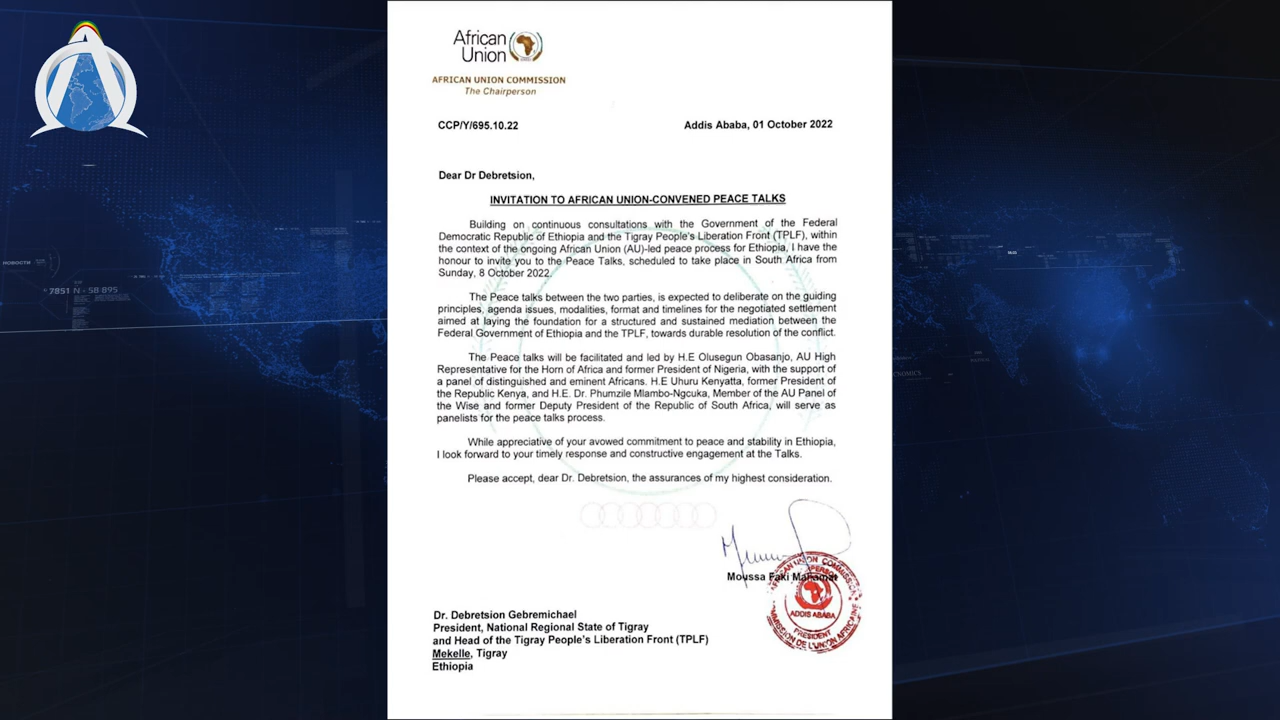 African
Union
AFRICAN UNION COMMISSION
The Chairperson
CCP/Y/695.10.22
Addis Ababa, 01 October 2022
Dear Dr Debretsion,
INVITATION TO AFRICAN UNION-CONVENED PEACE TALKS
Building on continuous consultations with the Government of the Federal
Democratic Republic of Ethiopia and the Tigray People's Liberation Front (TPLF), within
the context of the ongoing African Union (AU)-led peace process for Ethiopia, I have the
honour to invite you to the Peace Talks, scheduled to take place in South Africa from
Sunday, 8 October 2022.
The Peace talks between the two parties, is expected to deliberate on the guiding
principles, agenda issues, modalities, format and timelines for the negotiated settlement
aimed at laying the foundation for a structured and sustained mediation between the
Federal Government of Ethiopia and the TPLF, towards durable resolution of the conflict.
The Peace talks will be facilitated and led by H.E Olusegun Obasanjo, AU High
Representative for the Horn of Africa and former President of Nigeria, with the support of
a panel of distinguished and eminent Africans. H.E Uhuru Kenyatta, former President of
the Republic Kenya, and H.E. Dr. Phumzile Mlambo-Ngcuka, Member of the AU Panel of
the Wise and former Deputy President of the Republic of South Africa, will serve as
panelists for the peace talks process.
While appreciative of your avowed commitment to peace and stability in Ethiopia,
I look forward to your timely response and constructive engagement at the Talks.
Please accept, dear Dr. Debretsion, the assurances of my highest consideration.
Moussa Faki Mahamat
AFRICAN UNION COMMISSION
ADDIS ABABA
PRESIDENT
COMMISSION DE L'UNION AFRICAINE
Dr. Debretsion Gebremichael
President, National Regional State of Tigray
and Head of the Tigray People's Liberation Front (TPLF)
Mekelle, Tigray
Ethiopia
НОВОСТИ
7851 N - 58 895